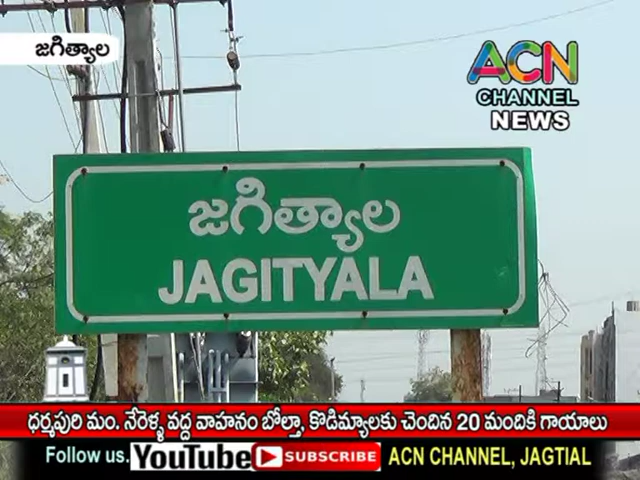 జగిత్యాల
ACN
CHANNEL
NEWS
జగిత్యాల
JAGITYALA
ధర్మపురి మం. నేరెళ్ళ వద్ద వాహనం బోల్తా, కొడిమ్యాలకు చెందిన 20 మందికి గాయాలు
Follow us. YouTube SUBSCRIBE ACN CHANNEL, JAGTIAL